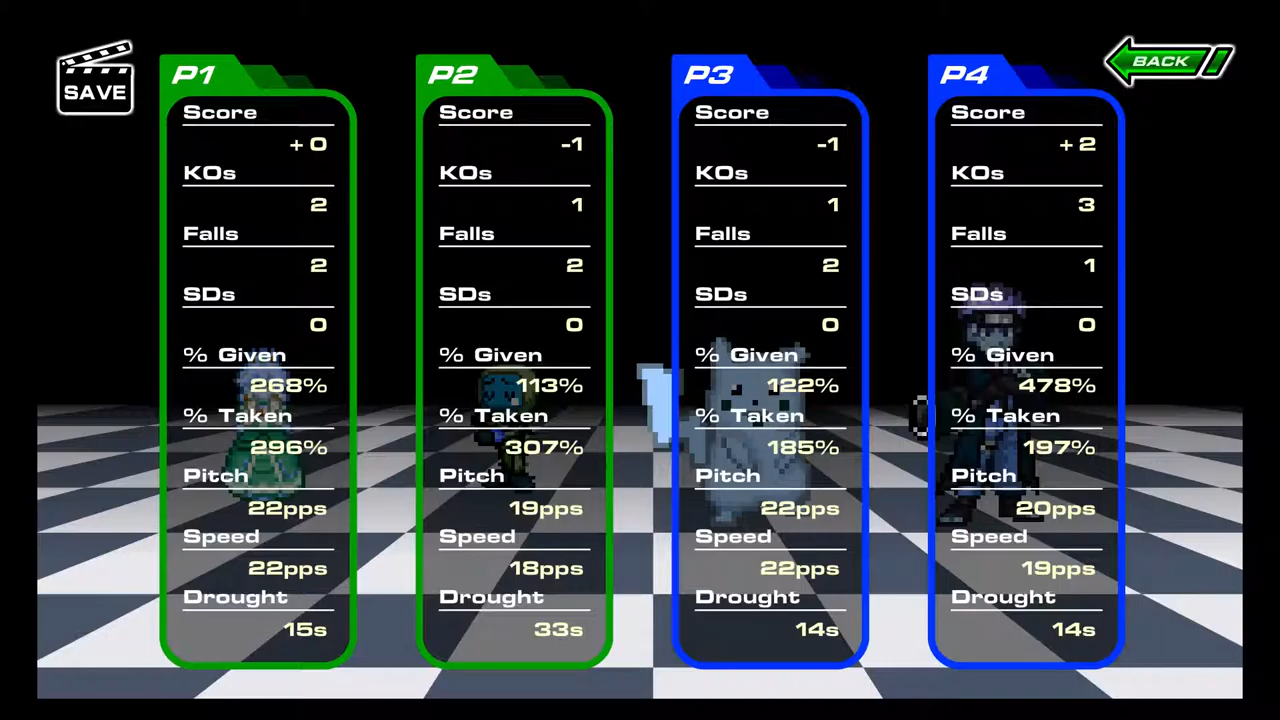 SAVE
BACK
P1
Score
+0
KOs
2
Falls
2
SDs
0
% Given
268%
% Taken
296%
Pitch
22pps
Speed
22pps
Drought
15s
P2
Score
-1
KOs
1
Falls
2
SDs
0
% Given
113%
% Taken
307%
Pitch
19pps
Speed
18pps
Drought
33s
P3
Score
-1
KOs
1
Falls
2
SDs
0
% Given
122%
% Taken
185%
Pitch
22pps
Speed
22pps
Drought
14s
P4
Score
+2
KOs
3
Falls
1
SDs
0
% Given
478%
% Taken
197%
Pitch
20pps
Speed
19pps
Drought
14s